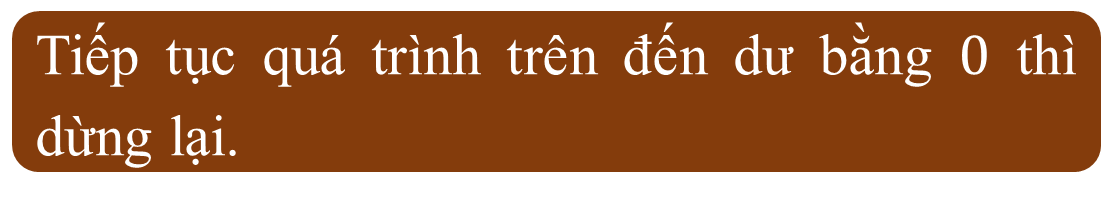 Tiếp tục quá trình trên đến dư bằng 0 thì
dừng lại.